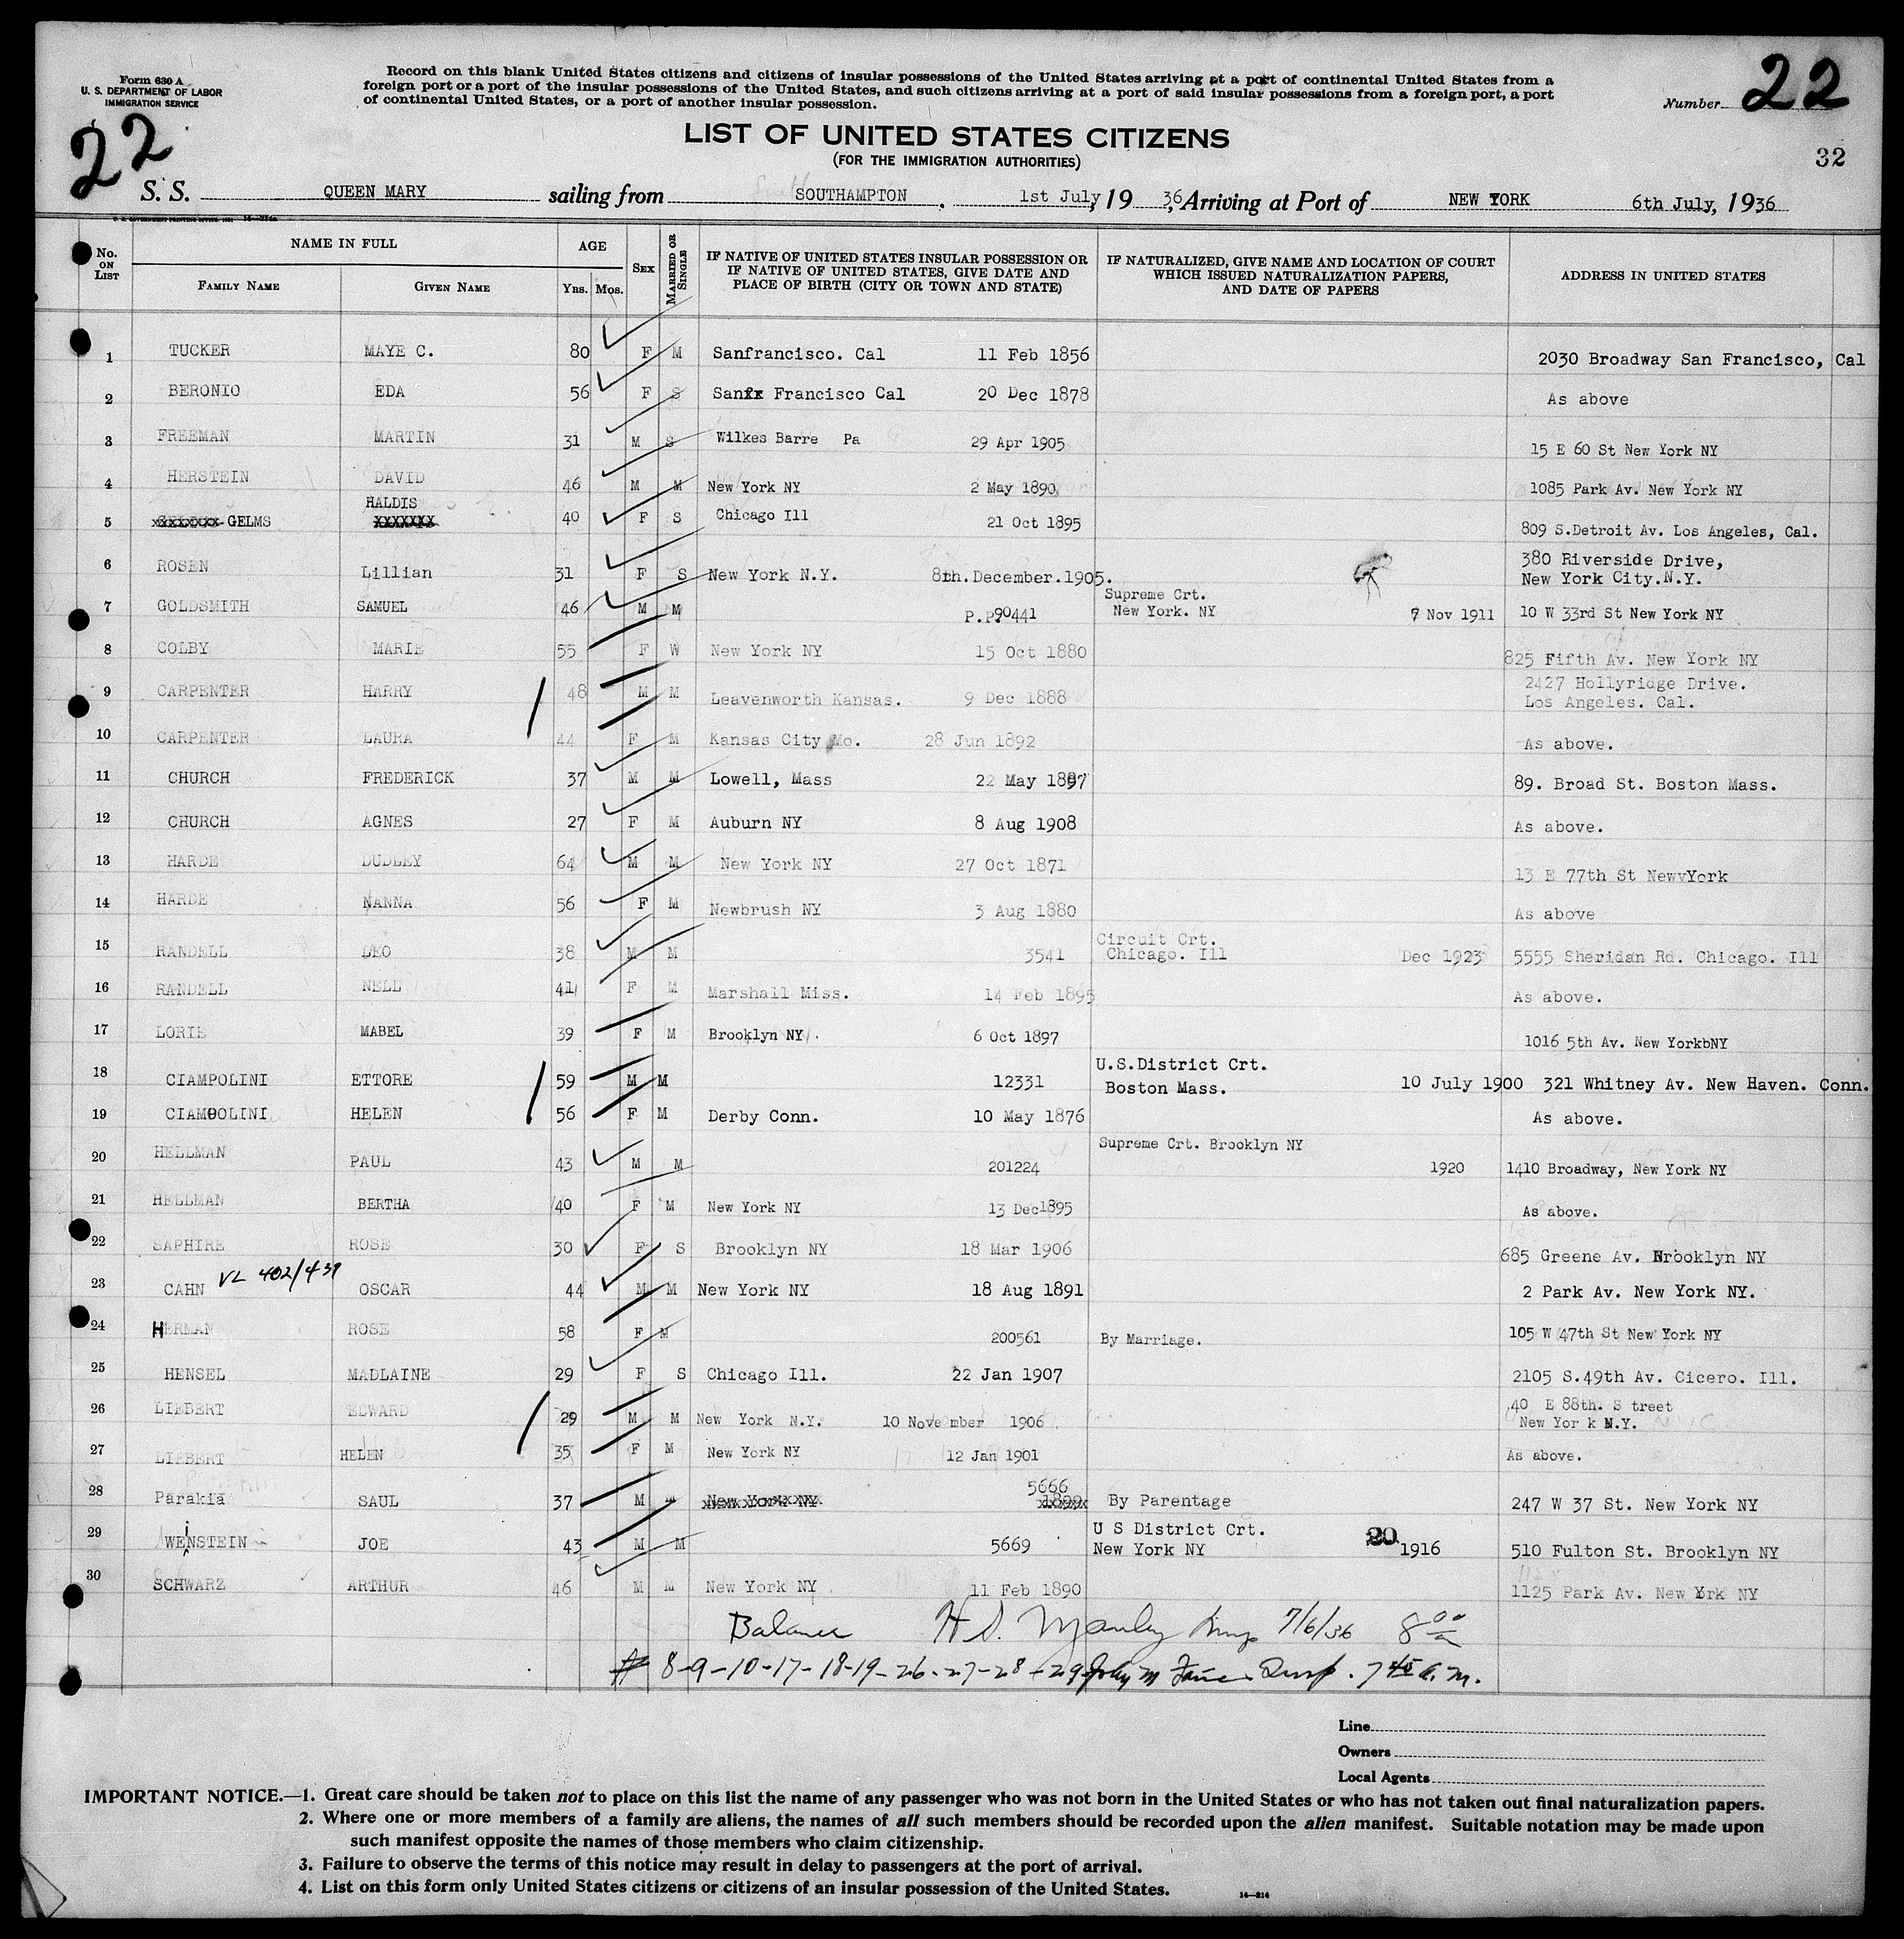 Form 630 A
U. S. DEPARTMENT OF LABOR
IMMIGRATION SERVICE
Record on this blank United States citizens and citizens of insular possessions of the United States arriving at a port of continental United States from a
foreign port or a port of the insular possessions of the United States, and such citizens arriving at a port of said insular possessions from a foreign port, a port
of continental United States, or a port of another insular possession.
Number 22
22
LIST OF UNITED STATES CITIZENS
(FOR THE IMMIGRATION AUTHORITIES)
32
S. S. QUEEN MARY sailing from SOUTHAMPTON , 1st July, 19 36, Arriving at Port of NEW YORK 6th July, 1936
No. ON LIST
NAME IN FULL
FAMILY NAME GIVEN NAME
AGE
YRS. MOS.
SEX
MARRIED OR SINGLE
IF NATIVE OF UNITED STATES INSULAR POSSESSION OR
IF NATIVE OF UNITED STATES, GIVE DATE AND
PLACE OF BIRTH (CITY OR TOWN AND STATE)
IF NATURALIZED, GIVE NAME AND LOCATION OF COURT
WHICH ISSUED NATURALIZATION PAPERS,
AND DATE OF PAPERS
ADDRESS IN UNITED STATES
1 TUCKER MAYE C. 80 F M Sanfrancisco. Cal 11 Feb 1856 2030 Broadway San Francisco, Cal
2 BERONIO EDA 56 F S Sanfx Francisco Cal 20 Dec 1878 As above
3 FREEMAN MARTIN 31 M S Wilkes Barre Pa 29 Apr 1905 15 E 60 St New York NY
4 HERSTEIN DAVID 46 M M New York NY 2 May 1890 1085 Park Av. New York NY
HALDIS
5 xxxxxxxx GELMS XXXXXXX 40 F S Chicago Ill 21 Oct 1895 809 S.Detroit Av. Los Angeles, Cal.
6 ROSEN Lillian 31 F S New York N.Y. 8th.December.1905. 380 Riverside Drive,
New York City.N.Y.
7 GOLDSMITH SAMUEL 46 M M P.P.90441 Supreme Crt.
New York. NY 7 Nov 1911 10 W 33rd St New York NY
8 COLBY MARIE 55 F W New York NY 15 Oct 1880 825 Fifth Av. New York NY
9 CARPENTER HARRY 48 M M Leavenworth Kansas. 9 Dec 1888 2427 Hollyridge Drive.
Los Angeles. Cal.
10 CARPENTER LAURA 44 F M Kansas City Mo. 28 Jun 1892 As above.
11 CHURCH FREDERICK 37 M M Lowell, Mass 22 May 1897 89. Broad St. Boston Mass.
12 CHURCH AGNES 27 F M Auburn NY 8 Aug 1908 As above.
13 HARDE DUDLEY 64 M M New York NY 27 Oct 1871 13 E 77th St NewvYork
14 HARDE NANNA 56 F M Newbrush NY 3 Aug 1880 As above
15 RANDELL LEO 38 M M 3541 Circuit Crt.
Chicago. Ill Dec 1923 5555 Sheridan Rd. Chicago. Ill
16 RANDELL NELL 41 F M Marshall Miss. 14 Feb 1895 As above.
17 LORIE MABEL 39 F M Brooklyn NY. 6 Oct 1897 1016 5th Av. New YorkbNY
18 CIAMPOLINI ETTORE 59 M M 12331 U.S.District Crt.
Boston Mass. 10 July 1900 321 Whitney Av. New Haven. Conn.
19 CIAMOOLINI HELEN 56 F M Derby Conn. 10 May 1876 As above.
20 HELLMAN PAUL 43 M M 201224 Supreme Crt. Brooklyn NY
1920 1410 Broadway, New York NY
21 HELLMAN BERTHA 40 F M New York NY 13 Dec1895 As above.
22 SAPHIRE ROSE 30 F S Brooklyn NY 18 Mar 1906 685 Greene Av. Brooklyn NY
VL 402/439
23 CAHN OSCAR 44 M M New York NY 18 Aug 1891 2 Park Av. New York NY.
24 HERMAN ROSE 58 F M 200561 By Marriage. 105 W 47th St New York NY
25 HENSEL MADLAINE 29 F S Chicago Ill. 22 Jan 1907 2105 S.49th Av. Cicero. Ill.
26 LIEBERT EDWARD 29 M M New York N.Y. 10 November 1906 40 E 88th. S treet
New Yor k N.Y.
27 LIEBERT HELEN 35 F M New York NY 12 Jan 1901 As above.
28 Parakia SAUL 37 M M New York NY 5666 1899 By Parentage 247 W 37 St. New York NY
29 WEiNSTEIN JOE 43 M M 5669 U S District Crt.
New York NY 20 1916 510 Fulton St. Brooklyn NY
30 SCHWARZ ARTHUR 46 M M New York NY 11 Feb 1890 1125 Park Av. New York NY
Balance H. S. Manley Insp 7/6/36 8 00 a
# 8-9-10-17-18-19-26-27-28-29 John M Insp. 7 45 a.m.
Line
Owners
Local Agents
IMPORTANT NOTICE.—1. Great care should be taken not to place on this list the name of any passenger who was not born in the United States or who has not taken out final naturalization papers.
2. Where one or more members of a family are aliens, the names of all such members should be recorded upon the alien manifest. Suitable notation may be made upon
such manifest opposite the names of those members who claim citizenship.
3. Failure to observe the terms of this notice may result in delay to passengers at the port of arrival.
4. List on this form only United States citizens or citizens of an insular possession of the United States.
14—214